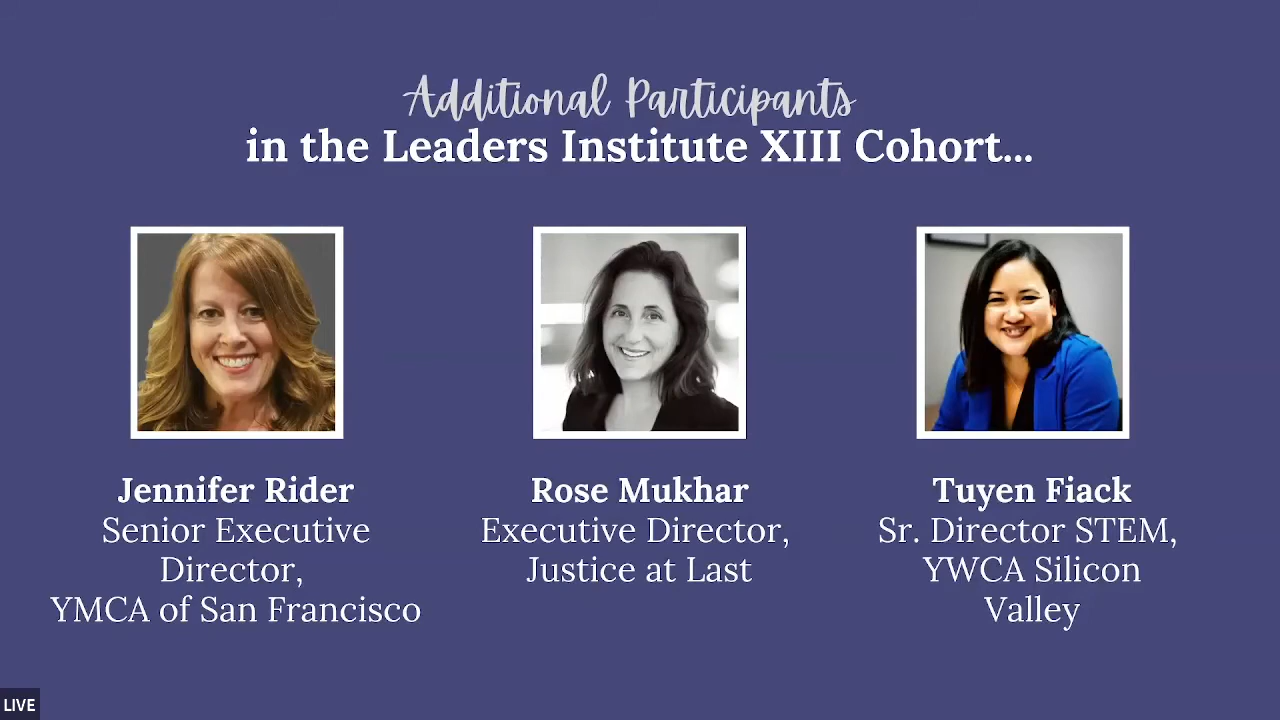 Additional Participants
in the Leaders Institute XIII Cohort...
Jennifer Rider
Senior Executive
Director,
YMCA of San Francisco
Rose Mukhar
Executive Director,
Justice at Last
Tuyen Fiack
Sr. Director STEM,
YWCA Silicon
Valley
LIVE